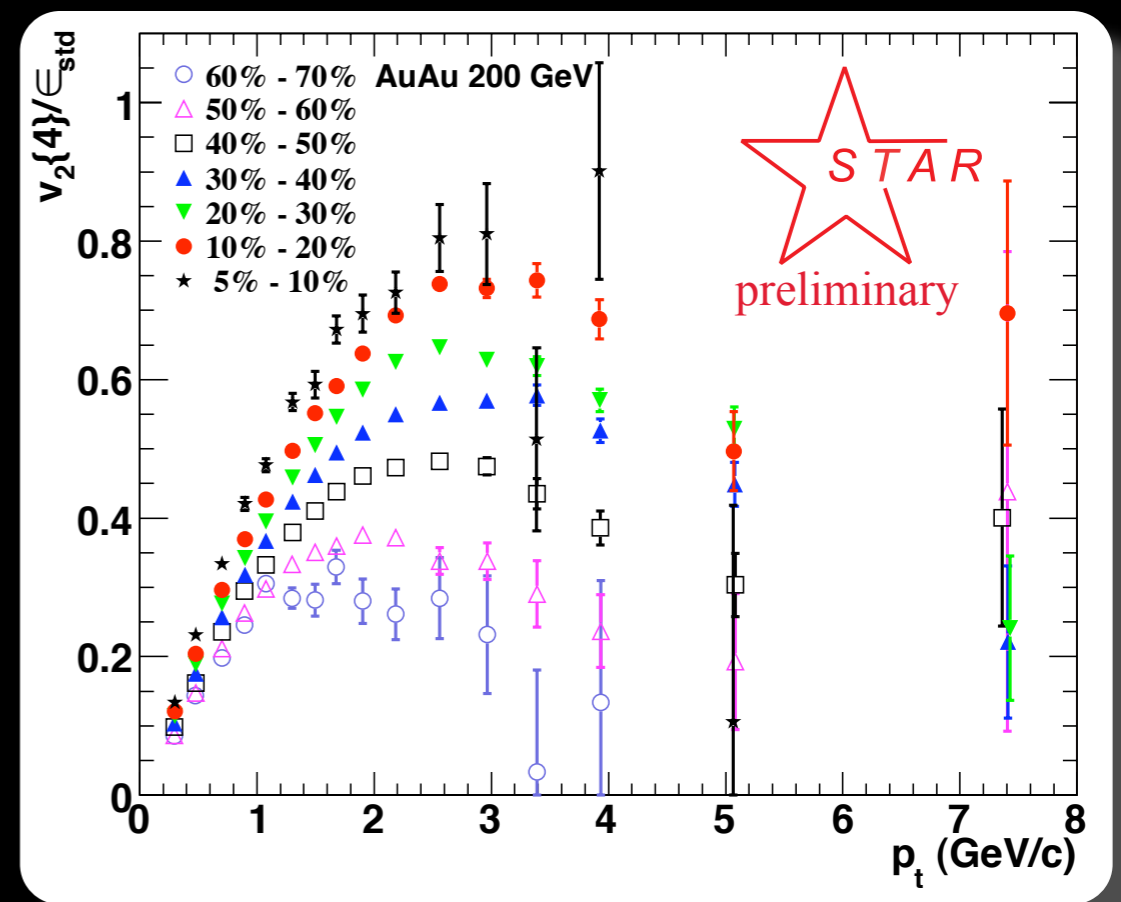 v₂{4}/∈std
1
0.8
0.6
0.4
0.2
0
60% - 70%
50% - 60%
40% - 50%
30% - 40%
20% - 30%
10% - 20%
5% - 10%
AuAu 200 GeV
STAR
preliminary
0 1 2 3 4 5 6 7 8
pt (GeV/c)